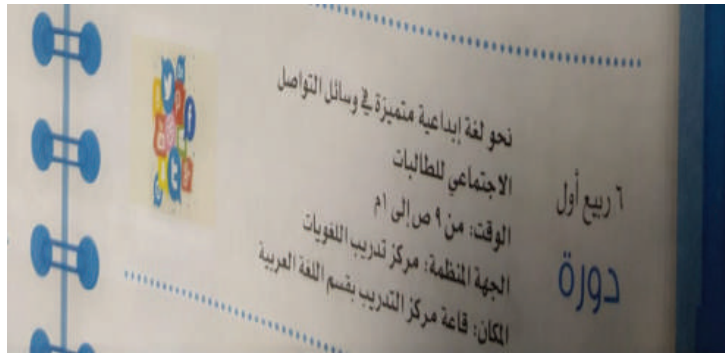 ٦ ربيع أول
دورة
نحو لغة إبداعية متميزة في وسائل التواصل
الاجتماعي للطالبات
الوقت: من ٩ ص إلى ١م
الجهة المنظمة: مركز تدريب اللغويات
المكان: قاعة مركز التدريب بقسم اللغة العربية